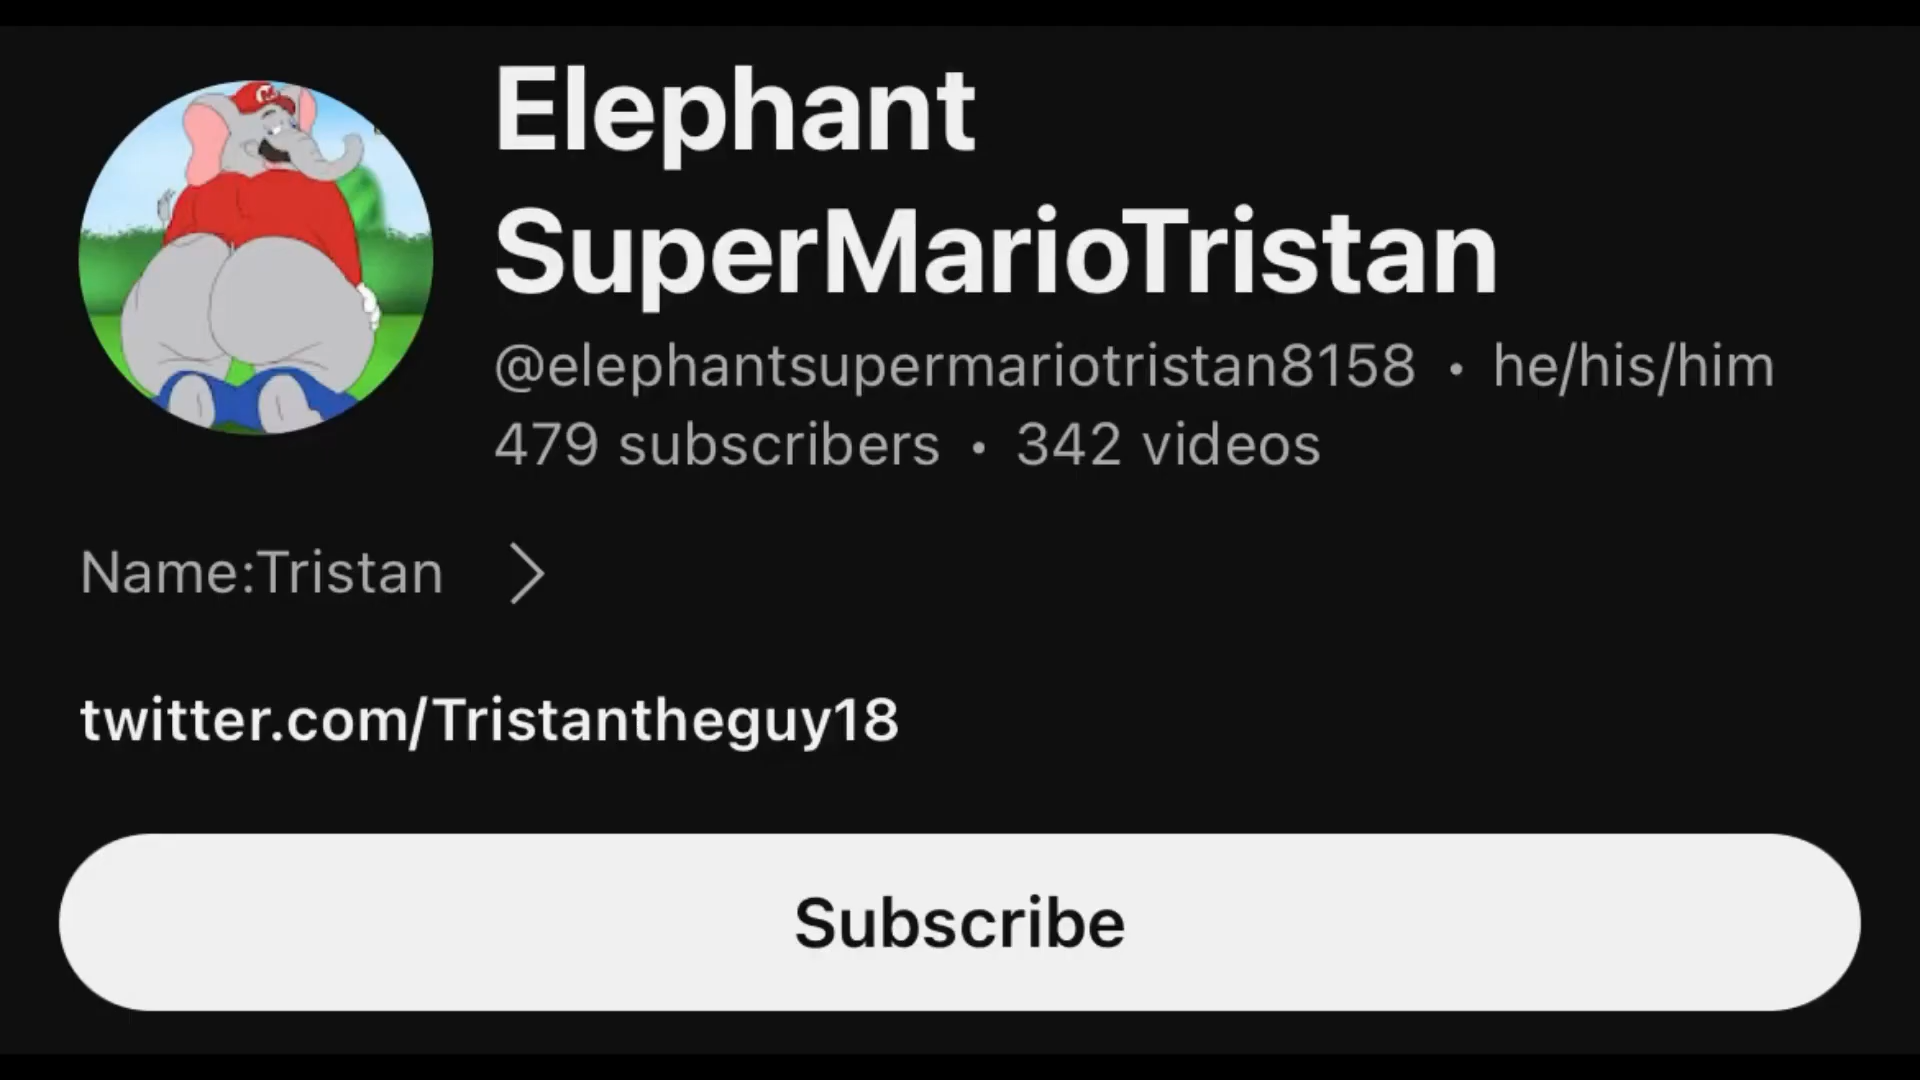 Elephant
SuperMarioTristan
@elephantsupermariotristan8158 • he/his/him
479 subscribers • 342 videos
Name:Tristan >
twitter.com/Tristantheguy18
Subscribe